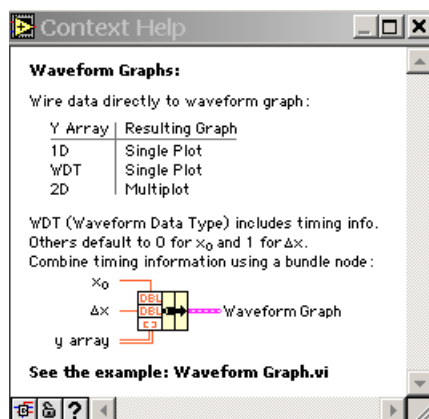 Context Help
Waveform Graphs:
Wire data directly to waveform graph:
Y Array Resulting Graph
1D Single Plot
WDT Single Plot
2D Multiplot
WDT (Waveform Data Type) includes timing info.
Others default to 0 for x₀ and 1 for Δx.
Combine timing information using a bundle node:
x₀
DBL
Δx DBL Waveform Graph
[ ]
y array
See the example: Waveform Graph.vi
?